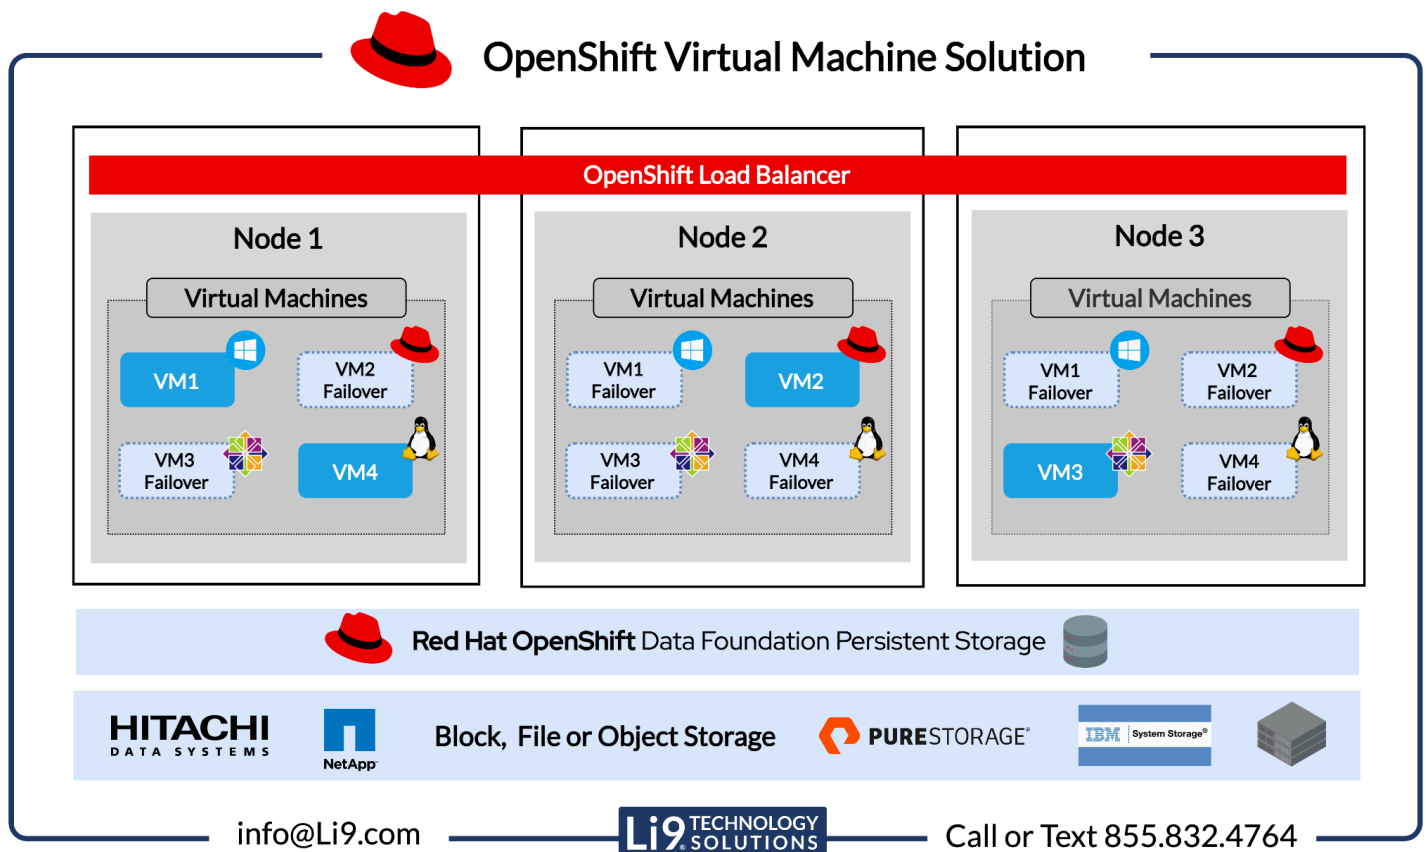 OpenShift Virtual Machine Solution
OpenShift Load Balancer
Node 1
Virtual Machines
VM1
VM2
Failover
VM3
Failover
VM4
Node 2
Virtual Machines
VM1
Failover
VM2
VM3
Failover
VM4
Failover
Node 3
Virtual Machines
VM1
Failover
VM2
Failover
VM3
VM4
Failover
Red Hat OpenShift Data Foundation Persistent Storage
HITACHI
DATA SYSTEMS
NetApp
Block, File or Object Storage
PURESTORAGE®
IBM System Storage®
info@Li9.com
Li9® TECHNOLOGY
SOLUTIONS
Call or Text 855.832.4764